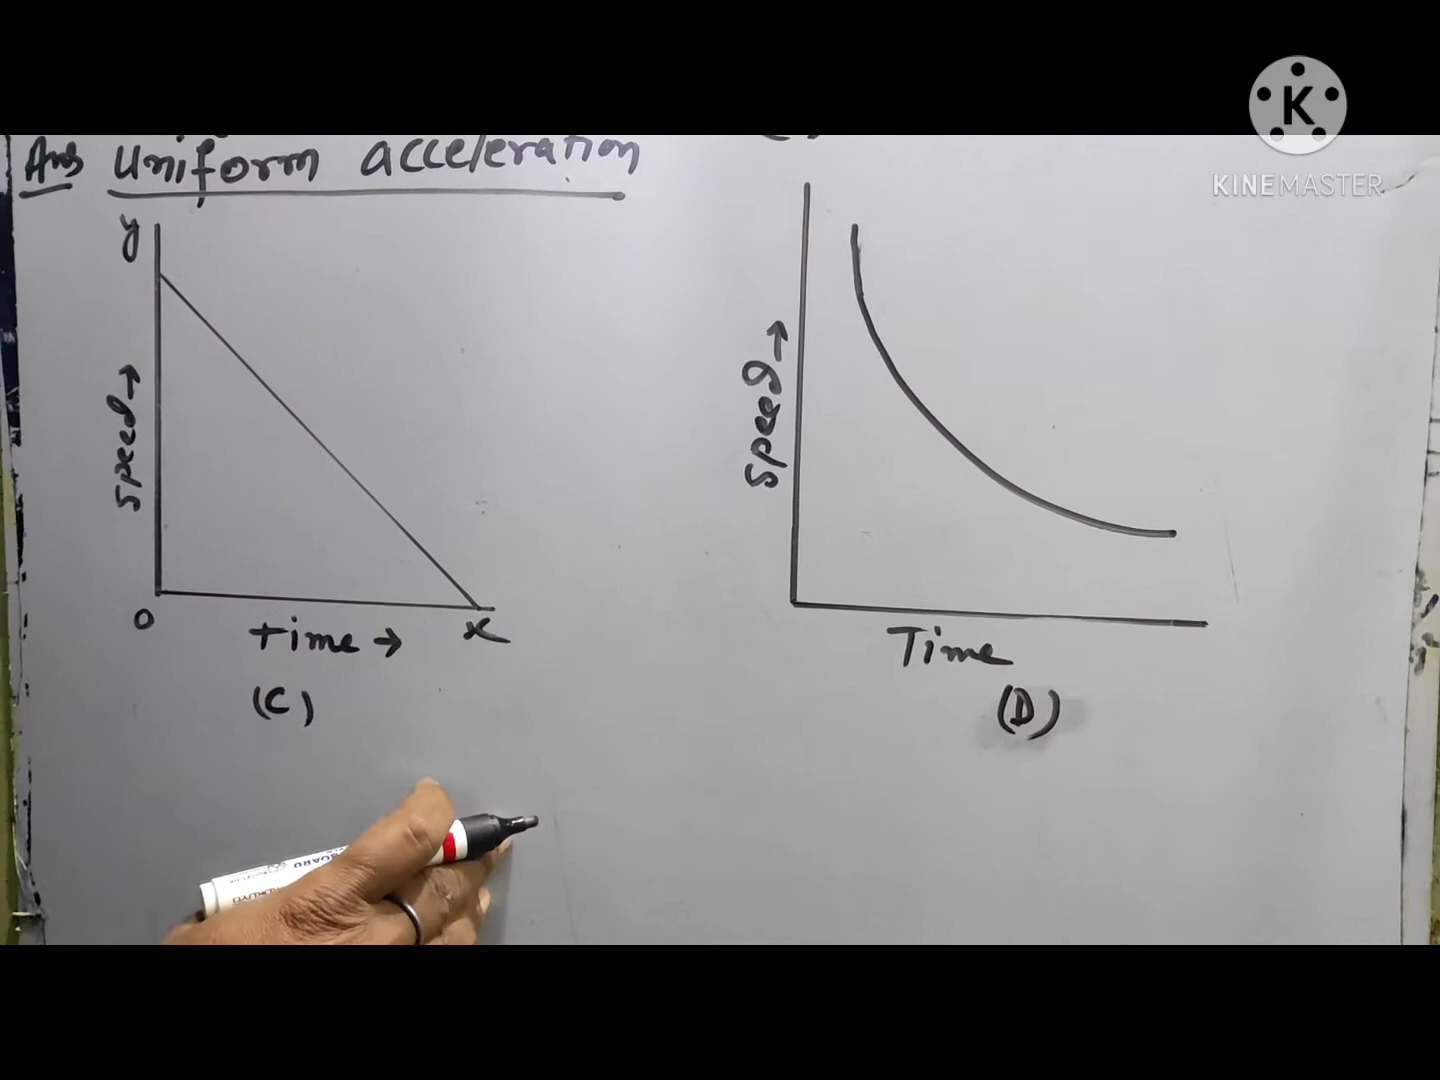 KINEMASTER
Ans Uniform acceleration
y
Speed→
0
Time →
x
(C)
Speed→
Time
(D)